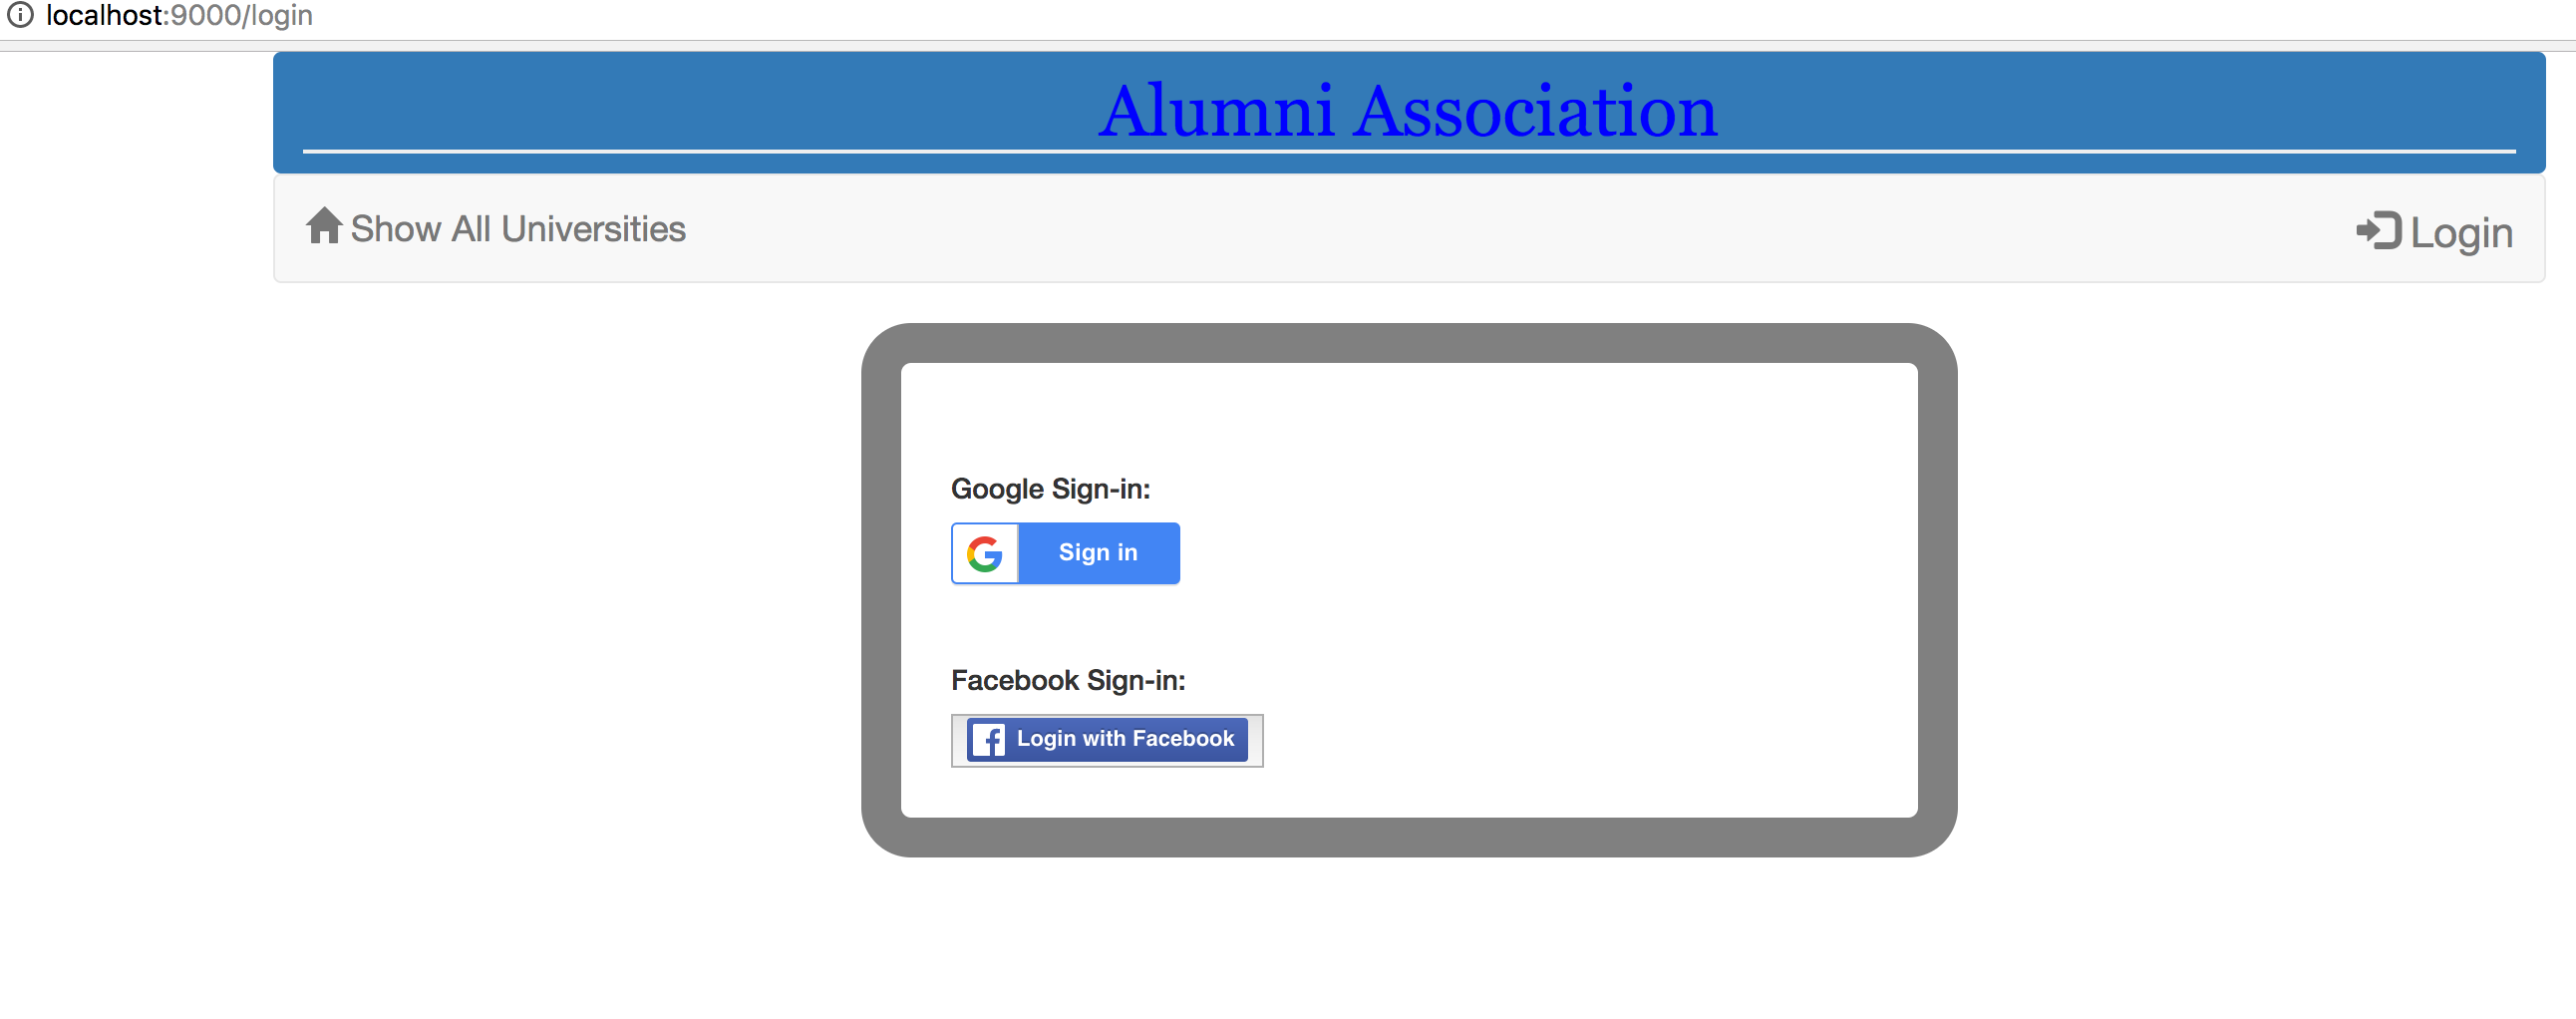 localhost:9000/login
Alumni Association
Show All Universities
Login
Google Sign-in:
Sign in
Facebook Sign-in:
Login with Facebook